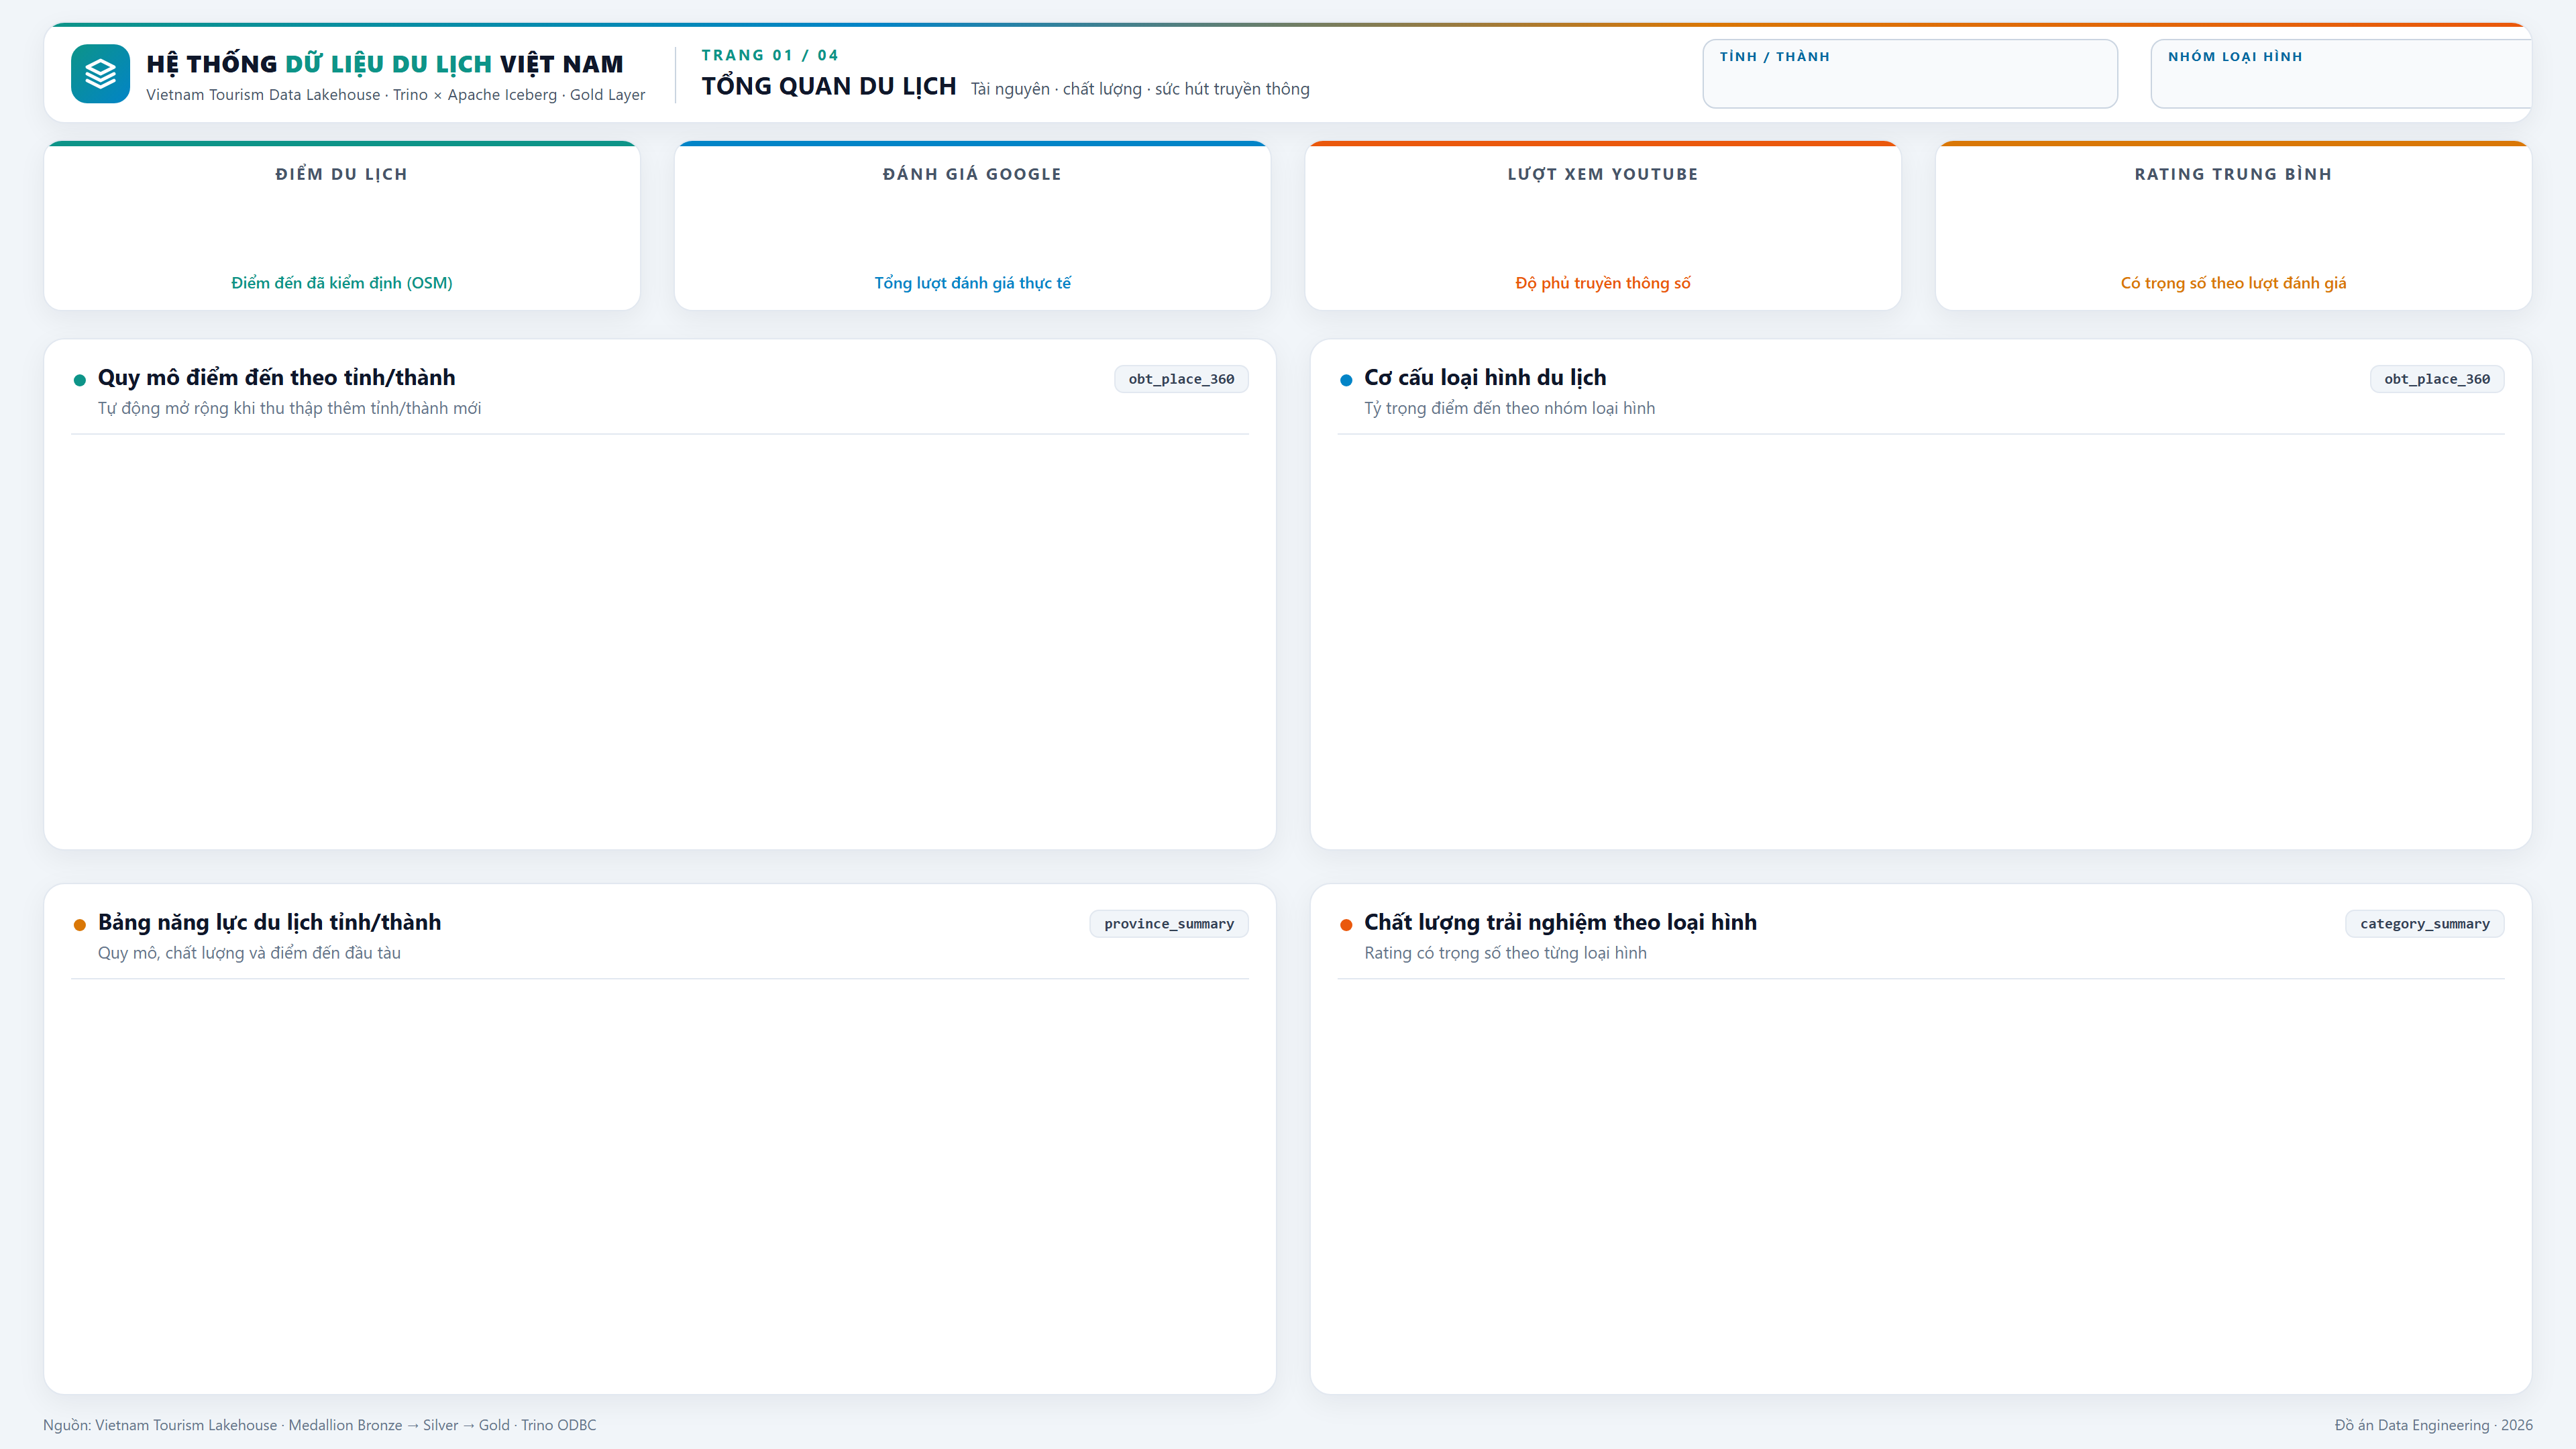 HỆ THỐNG DỮ LIỆU DU LỊCH VIỆT NAM
Vietnam Tourism Data Lakehouse · Trino × Apache Iceberg · Gold Layer
TRANG 01 / 04
TỔNG QUAN DU LỊCH Tài nguyên · chất lượng · sức hút truyền thông
TỈNH / THÀNH
NHÓM LOẠI HÌNH
ĐIỂM DU LỊCH
Điểm đến đã kiểm định (OSM)
ĐÁNH GIÁ GOOGLE
Tổng lượt đánh giá thực tế
LƯỢT XEM YOUTUBE
Độ phủ truyền thông số
RATING TRUNG BÌNH
Có trọng số theo lượt đánh giá
Quy mô điểm đến theo tỉnh/thành
obt_place_360
Tự động mở rộng khi thu thập thêm tỉnh/thành mới
Cơ cấu loại hình du lịch
obt_place_360
Tỷ trọng điểm đến theo nhóm loại hình
Bảng năng lực du lịch tỉnh/thành
province_summary
Quy mô, chất lượng và điểm đến đầu tàu
Chất lượng trải nghiệm theo loại hình
category_summary
Rating có trọng số theo từng loại hình
Nguồn: Vietnam Tourism Lakehouse · Medallion Bronze → Silver → Gold · Trino ODBC
Đồ án Data Engineering · 2026